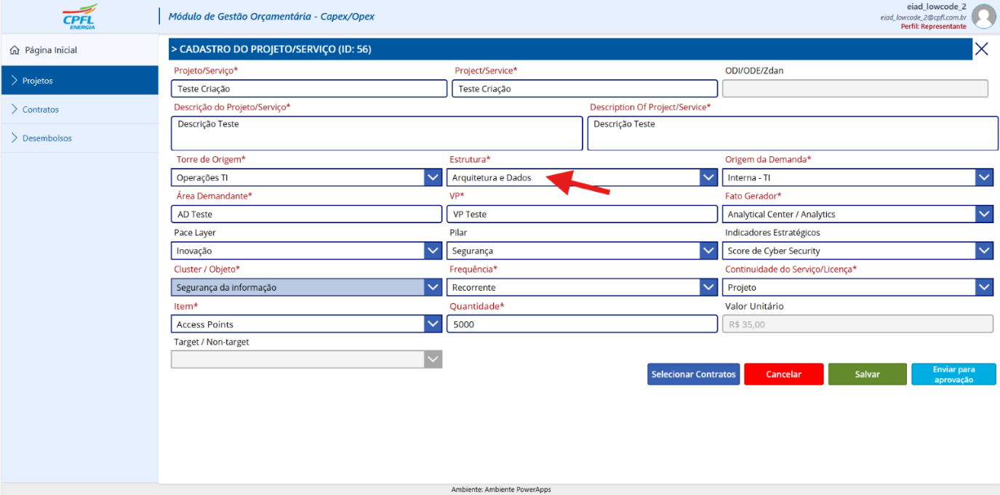 CPFL
ENERGIA
Módulo de Gestão Orçamentária - Capex/Opex
eiad_lowcode_2
eiad_lowcode_2@cpfl.com.br
Perfil: Representante
Página Inicial
Projetos
Contratos
Desembolsos
> CADASTRO DO PROJETO/SERVIÇO (ID: 56)
Projeto/Serviço* Project/Service* ODI/ODE/Zdan
Teste Criação Teste Criação
Descrição do Projeto/Serviço* Description Of Project/Service*
Descrição Teste Descrição Teste
Torre de Origem* Estrutura* Origem da Demanda*
Operações TI Arquitetura e Dados Interna - TI
Área Demandante* VP* Fato Gerador*
AD Teste VP Teste Analytical Center / Analytics
Pace Layer Pilar Indicadores Estratégicos
Inovação Segurança Score de Cyber Security
Cluster / Objeto* Frequência* Continuidade do Serviço/Licença*
Segurança da informação Recorrente Projeto
Item* Quantidade* Valor Unitário
Access Points 5000 R$ 35,00
Target / Non-target
Selecionar Contratos Cancelar Salvar Enviar para
aprovação
Ambiente: Ambiente PowerApps